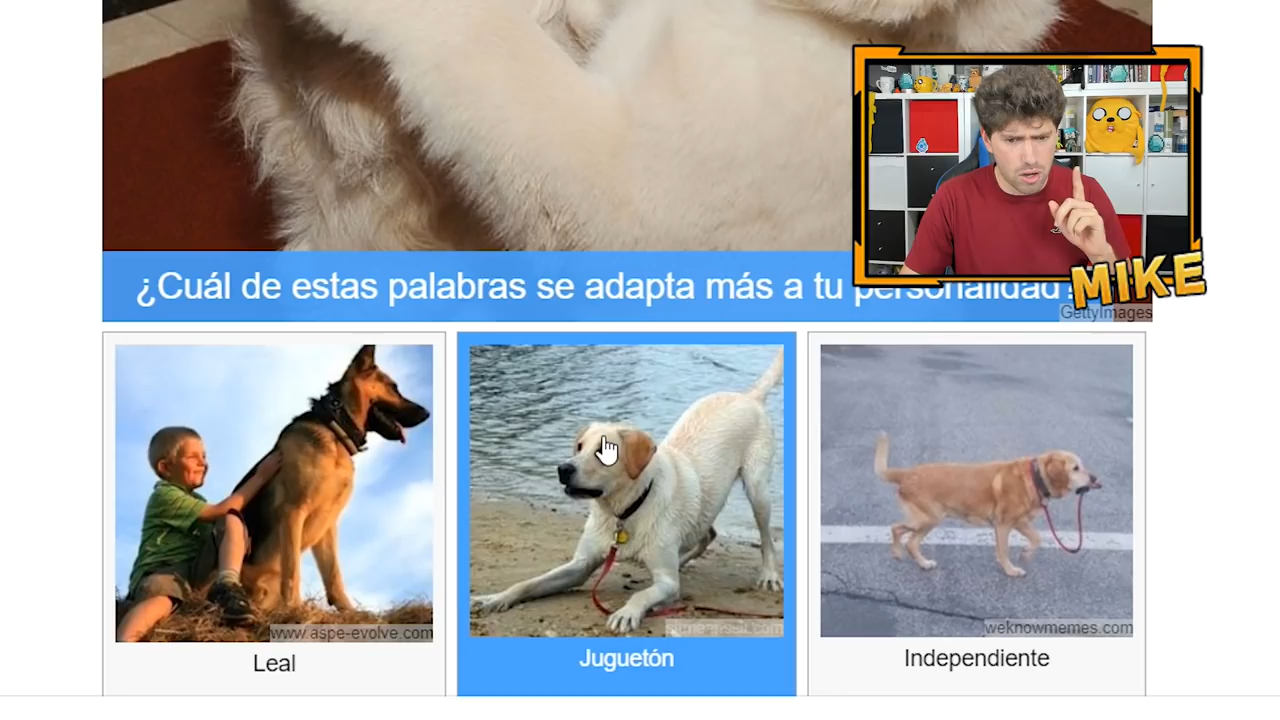 ¿Cuál de estas palabras se adapta más a tu personalidad?
MIKE
GettyImages
www.aspe-evolve.com
weknowmemes.com
Leal
Juguetón
Independiente